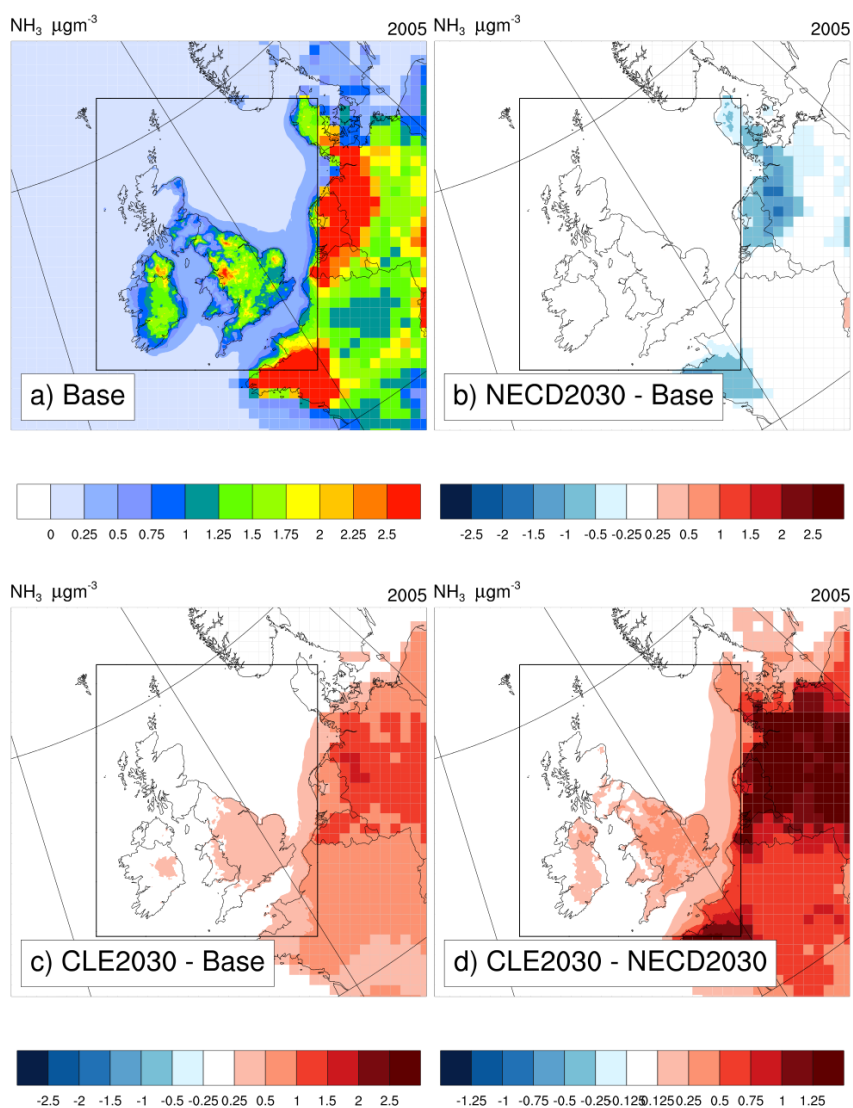 NH₃ µgm⁻³ 2005 NH₃ µgm⁻³ 2005
a) Base b) NECD2030 - Base
0 0.25 0.5 0.75 1 1.25 1.5 1.75 2 2.25 2.5 -2.5 -2 -1.5 -1 -0.5 -0.25 0.25 0.5 1 1.5 2 2.5
NH₃ µgm⁻³ 2005 NH₃ µgm⁻³ 2005
c) CLE2030 - Base d) CLE2030 - NECD2030
-2.5 -2 -1.5 -1 -0.5 -0.25 0.25 0.5 1 1.5 2 2.5 -1.25 -1 -0.75 -0.5 -0.25 -0.125 0.125 0.25 0.5 0.75 1 1.25